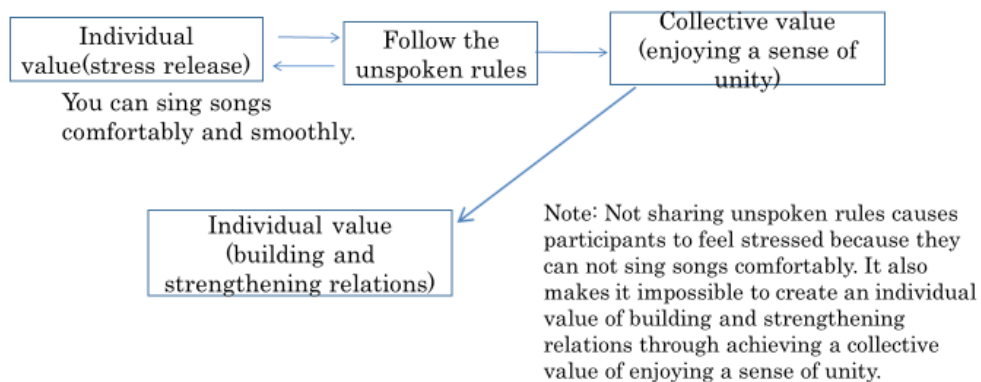 Individual
value(stress release)
Follow the
unspoken rules
Collective value
(enjoying a sense of
unity)
You can sing songs
comfortably and smoothly.
Individual value
(building and
strengthening relations)
Note: Not sharing unspoken rules causes
participants to feel stressed because they
can not sing songs comfortably. It also
makes it impossible to create an individual
value of building and strengthening
relations through achieving a collective
value of enjoying a sense of unity.